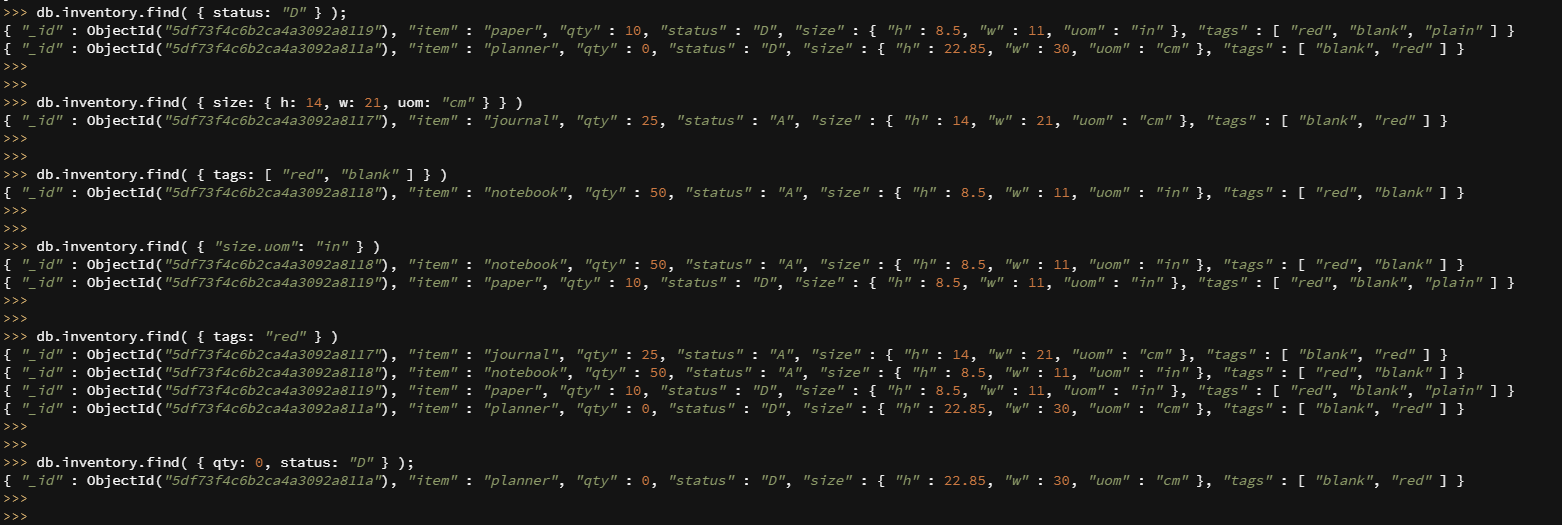 >>> db.inventory.find( { status: "D" } );
{ "_id" : ObjectId("5df73f4c6b2ca4a3092a8119"), "item" : "paper", "qty" : 10, "status" : "D", "size" : { "h" : 8.5, "w" : 11, "uom" : "in" }, "tags" : [ "red", "blank", "plain" ] }
{ "_id" : ObjectId("5df73f4c6b2ca4a3092a811a"), "item" : "planner", "qty" : 0, "status" : "D", "size" : { "h" : 22.85, "w" : 30, "uom" : "cm" }, "tags" : [ "blank", "red" ] }
>>>
>>>
>>> db.inventory.find( { size: { h: 14, w: 21, uom: "cm" } } )
{ "_id" : ObjectId("5df73f4c6b2ca4a3092a8117"), "item" : "journal", "qty" : 25, "status" : "A", "size" : { "h" : 14, "w" : 21, "uom" : "cm" }, "tags" : [ "blank", "red" ] }
>>>
>>>
>>> db.inventory.find( { tags: [ "red", "blank" ] } )
{ "_id" : ObjectId("5df73f4c6b2ca4a3092a8118"), "item" : "notebook", "qty" : 50, "status" : "A", "size" : { "h" : 8.5, "w" : 11, "uom" : "in" }, "tags" : [ "red", "blank" ] }
>>>
>>>
>>> db.inventory.find( { "size.uom": "in" } )
{ "_id" : ObjectId("5df73f4c6b2ca4a3092a8118"), "item" : "notebook", "qty" : 50, "status" : "A", "size" : { "h" : 8.5, "w" : 11, "uom" : "in" }, "tags" : [ "red", "blank" ] }
{ "_id" : ObjectId("5df73f4c6b2ca4a3092a8119"), "item" : "paper", "qty" : 10, "status" : "D", "size" : { "h" : 8.5, "w" : 11, "uom" : "in" }, "tags" : [ "red", "blank", "plain" ] }
>>>
>>>
>>> db.inventory.find( { tags: "red" } )
{ "_id" : ObjectId("5df73f4c6b2ca4a3092a8117"), "item" : "journal", "qty" : 25, "status" : "A", "size" : { "h" : 14, "w" : 21, "uom" : "cm" }, "tags" : [ "blank", "red" ] }
{ "_id" : ObjectId("5df73f4c6b2ca4a3092a8118"), "item" : "notebook", "qty" : 50, "status" : "A", "size" : { "h" : 8.5, "w" : 11, "uom" : "in" }, "tags" : [ "red", "blank" ] }
{ "_id" : ObjectId("5df73f4c6b2ca4a3092a8119"), "item" : "paper", "qty" : 10, "status" : "D", "size" : { "h" : 8.5, "w" : 11, "uom" : "in" }, "tags" : [ "red", "blank", "plain" ] }
{ "_id" : ObjectId("5df73f4c6b2ca4a3092a811a"), "item" : "planner", "qty" : 0, "status" : "D", "size" : { "h" : 22.85, "w" : 30, "uom" : "cm" }, "tags" : [ "blank", "red" ] }
>>>
>>>
>>> db.inventory.find( { qty: 0, status: "D" } );
{ "_id" : ObjectId("5df73f4c6b2ca4a3092a811a"), "item" : "planner", "qty" : 0, "status" : "D", "size" : { "h" : 22.85, "w" : 30, "uom" : "cm" }, "tags" : [ "blank", "red" ] }
>>>
>>>